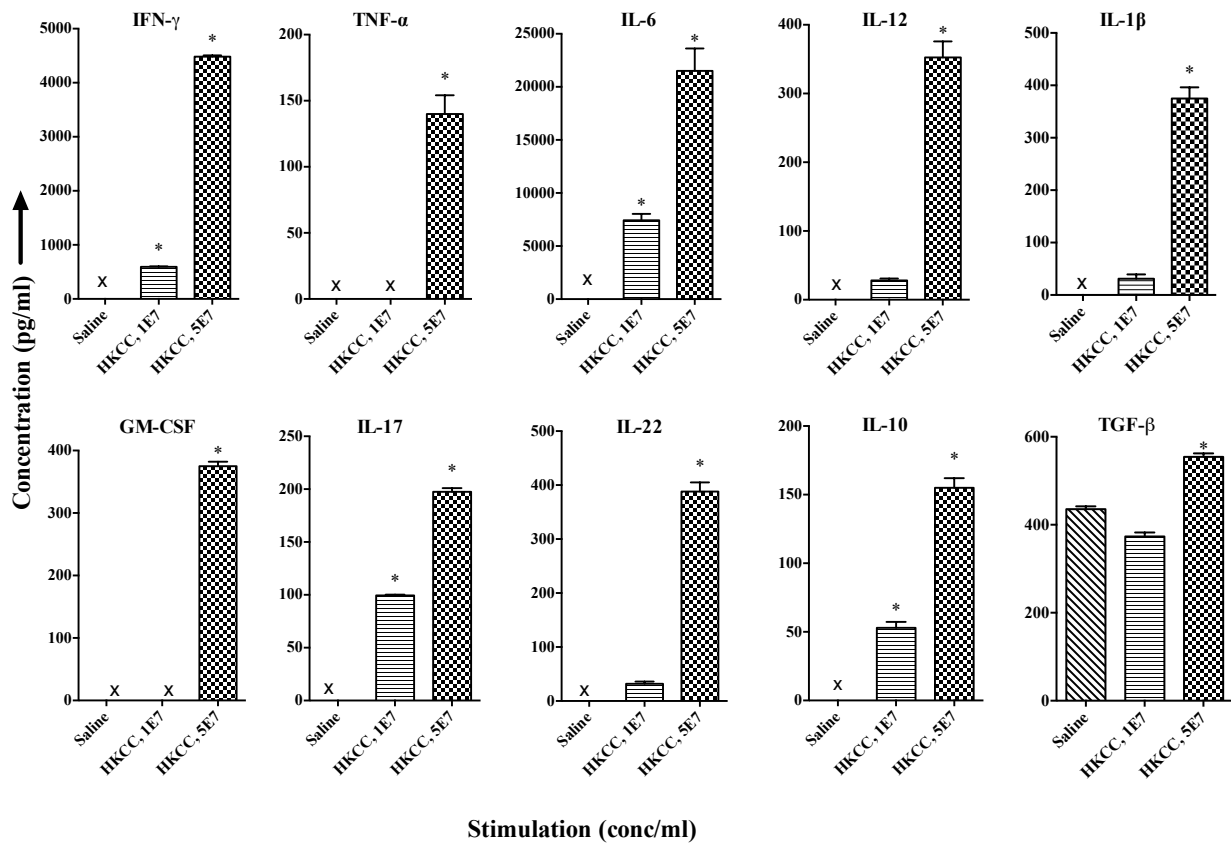 IFN-γ
5000
4000
3000
2000
1000
0
*
*
x
Saline
HKCC, 1E7
HKCC, 5E7
TNF-α
200
150
100
50
0
*
x
x
Saline
HKCC, 1E7
HKCC, 5E7
IL-6
25000
20000
15000
10000
5000
0
*
*
x
Saline
HKCC, 1E7
HKCC, 5E7
IL-12
400
300
200
100
0
*
x
Saline
HKCC, 1E7
HKCC, 5E7
IL-1β
500
400
300
200
100
0
*
x
Saline
HKCC, 1E7
HKCC, 5E7
Concentration (pg/ml)
GM-CSF
400
300
200
100
0
*
x
x
Saline
HKCC, 1E7
HKCC, 5E7
IL-17
250
200
150
100
50
0
*
*
x
Saline
HKCC, 1E7
HKCC, 5E7
IL-22
500
400
300
200
100
0
*
x
Saline
HKCC, 1E7
HKCC, 5E7
IL-10
200
150
100
50
0
*
*
x
Saline
HKCC, 1E7
HKCC, 5E7
TGF-β
600
400
200
0
*
Saline
HKCC, 1E7
HKCC, 5E7
Stimulation (conc/ml)